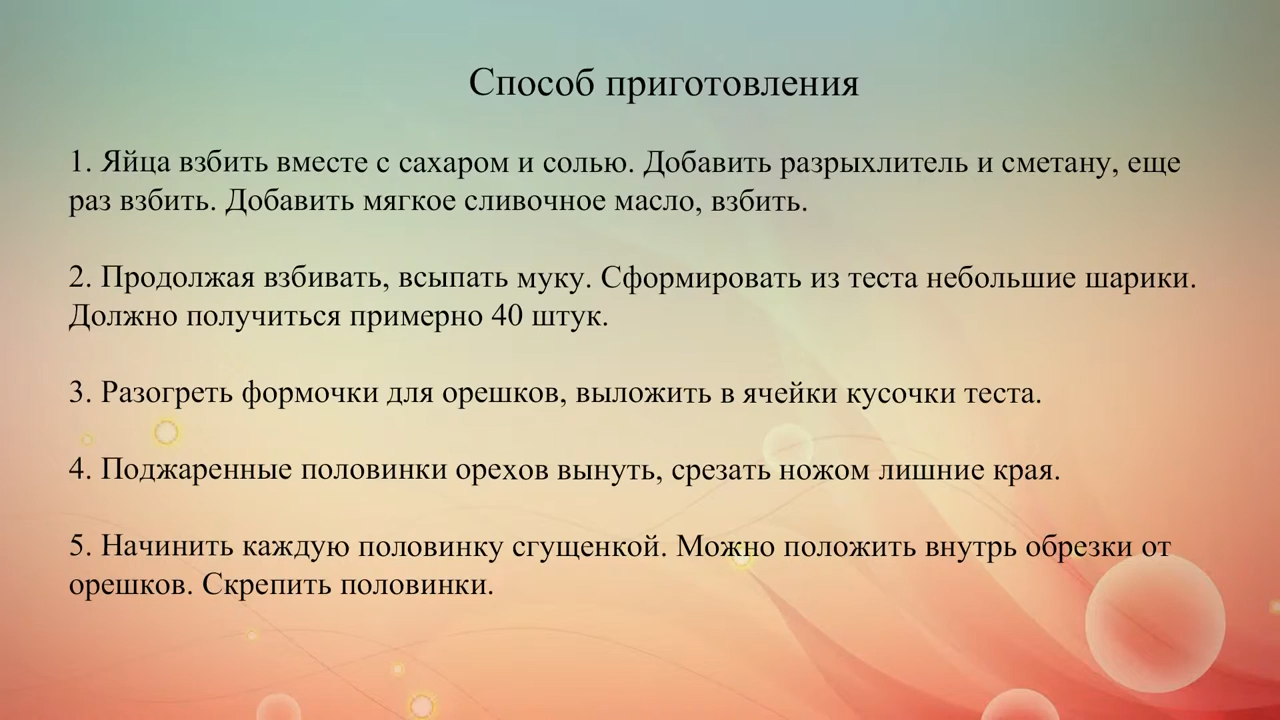 Способ приготовления
1. Яйца взбить вместе с сахаром и солью. Добавить разрыхлитель и сметану, еще
раз взбить. Добавить мягкое сливочное масло, взбить.
2. Продолжая взбивать, всыпать муку. Сформировать из теста небольшие шарики.
Должно получиться примерно 40 штук.
3. Разогреть формочки для орешков, выложить в ячейки кусочки теста.
4. Поджаренные половинки орехов вынуть, срезать ножом лишние края.
5. Начинить каждую половинку сгущенкой. Можно положить внутрь обрезки от
орешков. Скрепить половинки.